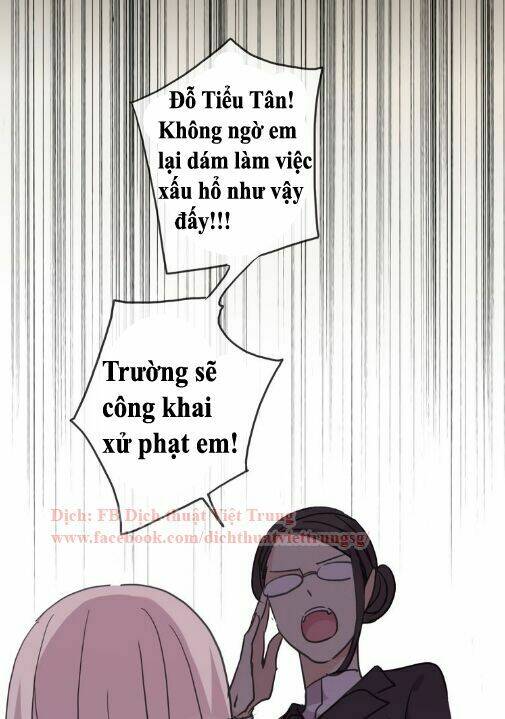 Đỗ Tiểu Tân!
Không ngờ em
lại dám làm việc
xấu hổ như vậy
đấy!!!
Trường sẽ
công khai
xử phạt em!
Dịch: FB Dịch thuật Việt Trung
www.facebook.com/dichthuatviettrungsg